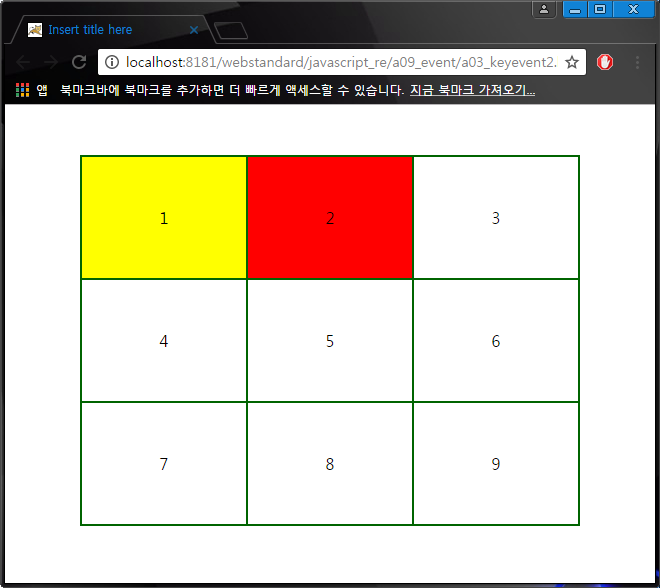 Insert title here
localhost:8181/webstandard/javascript_re/a09_event/a03_keyevent2.
앱 북마크바에 북마크를 추가하면 더 빠르게 액세스할 수 있습니다. 지금 북마크 가져오기...
1 2 3
4 5 6
7 8 9